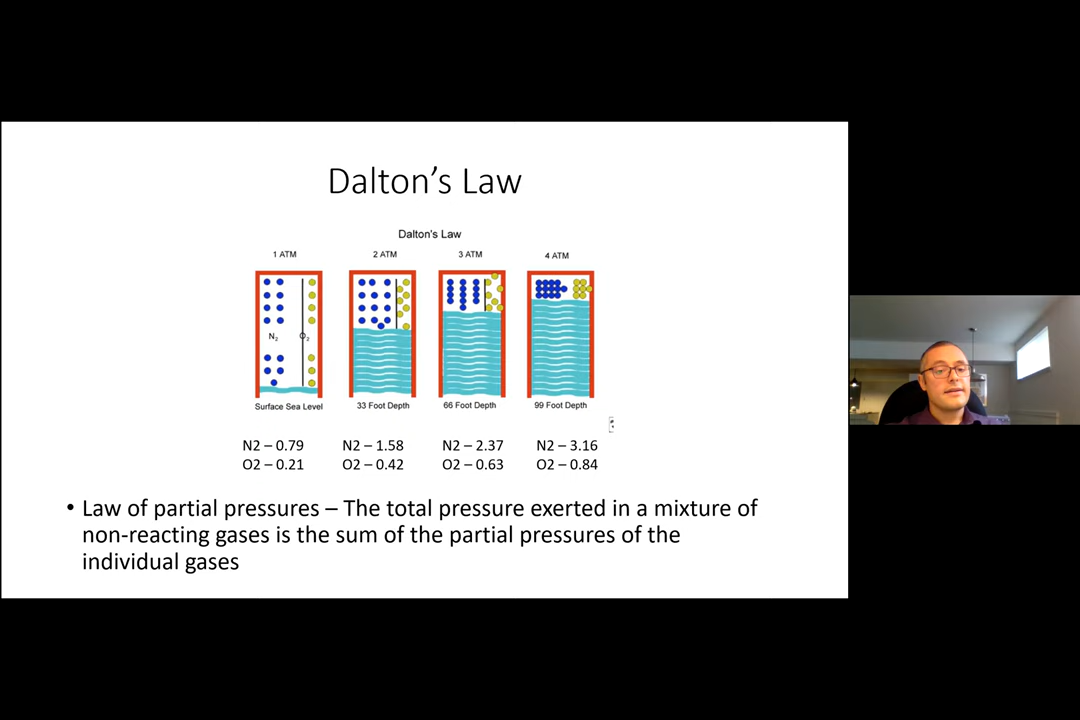 Dalton's Law
Dalton's Law
1 ATM 2 ATM 3 ATM 4 ATM
N₂ O₂
Surface Sea Level 33 Foot Depth 66 Foot Depth 99 Foot Depth
N2 – 0.79 N2 – 1.58 N2 – 2.37 N2 – 3.16
O2 – 0.21 O2 – 0.42 O2 – 0.63 O2 – 0.84
• Law of partial pressures – The total pressure exerted in a mixture of
non-reacting gases is the sum of the partial pressures of the
individual gases